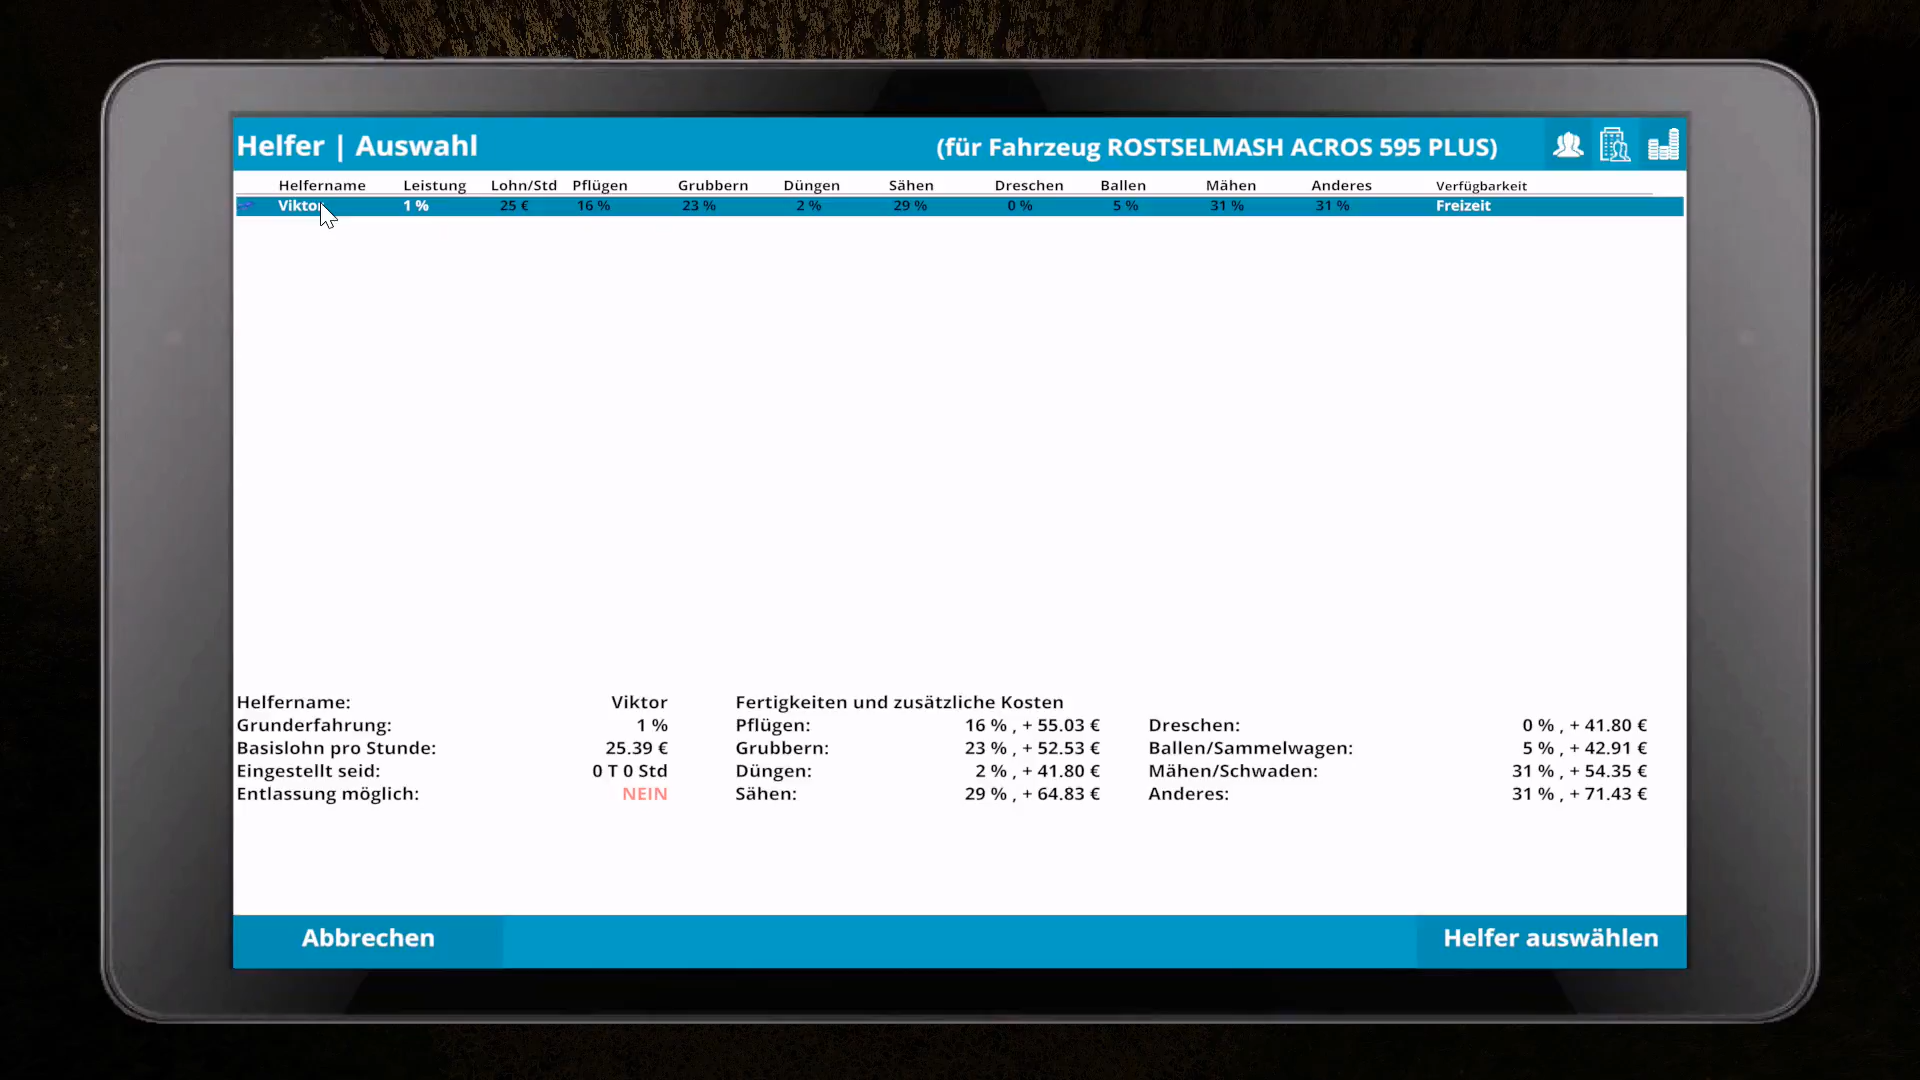 Helfer | Auswahl (für Fahrzeug ROSTSELMASH ACROS 595 PLUS)
Helfername Leistung Lohn/Std Pflügen Grubbern Düngen Sähen Dreschen Ballen Mähen Anderes Verfügbarkeit
Viktor 1 % 25 € 16 % 23 % 2 % 29 % 0 % 5 % 31 % 31 % Freizeit
Helfername: Viktor Fertigkeiten und zusätzliche Kosten
Grunderfahrung: 1 % Pflügen: 16 % , + 55.03 € Dreschen: 0 % , + 41.80 €
Basislohn pro Stunde: 25.39 € Grubbern: 23 % , + 52.53 € Ballen/Sammelwagen: 5 % , + 42.91 €
Eingestellt seid: 0 T 0 Std Düngen: 2 % , + 41.80 € Mähen/Schwaden: 31 % , + 54.35 €
Entlassung möglich: NEIN Sähen: 29 % , + 64.83 € Anderes: 31 % , + 71.43 €
Abbrechen Helfer auswählen